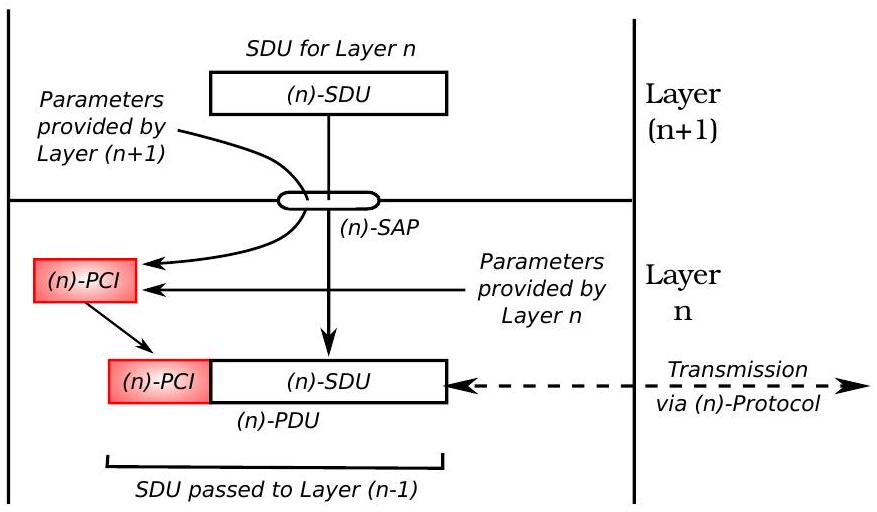 SDU for Layer n
(n)-SDU
Parameters
provided by
Layer (n+1)
Layer
(n+1)
(n)-SAP
(n)-PCI
Parameters
provided by
Layer n
Layer
n
(n)-PCI
(n)-SDU
(n)-PDU
Transmission
via (n)-Protocol
SDU passed to Layer (n-1)